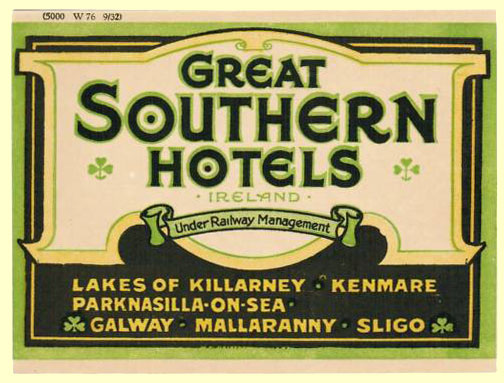 (5000 W 76 9/32)
GREAT
SOUTHERN
HOTELS
· IRELAND ·
Under Railway Management
LAKES OF KILLARNEY · KENMARE
PARKNASILLA-ON-SEA ·
GALWAY · MALLARANNY · SLIGO